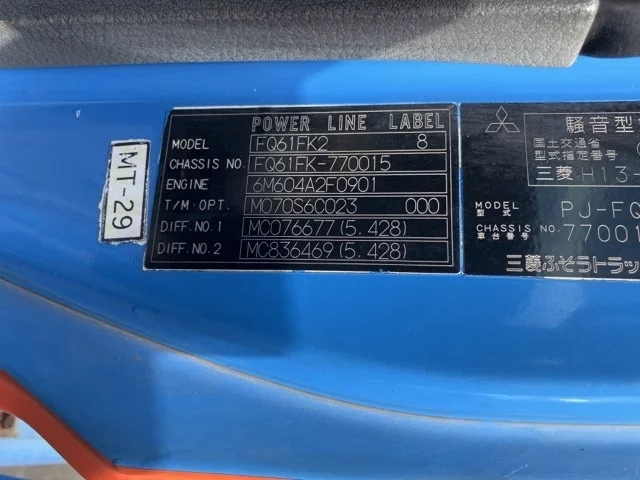 MT-29
POWER LINE LABEL
MODEL FQ61FK2 8
CHASSIS NO. FQ61FK-770015
ENGINE 6M604A2F0901
T/M·OPT. M070S6C023 000
DIFF.NO.1 MC076677(5.428)
DIFF.NO.2 MC836469(5.428)
騒音型
国土交通省
型式指定番号
三菱 H13-
MODEL PJ-FQ
型式
CHASSIS NO. 77001
車台番号
三菱ふそうトラッ